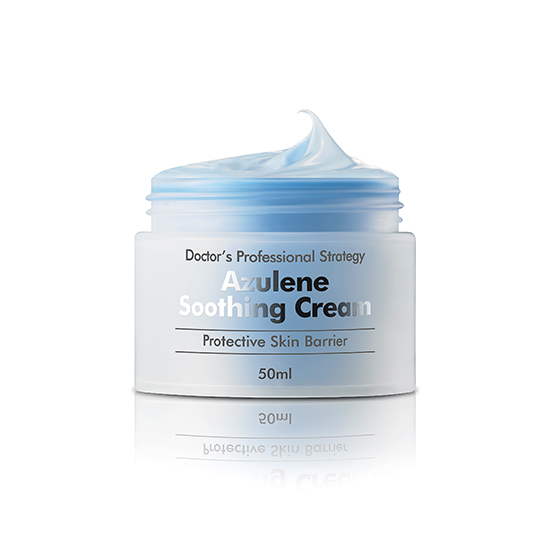 Doctor's Professional Strategy
Azulene
Soothing Cream
Protective Skin Barrier
50ml